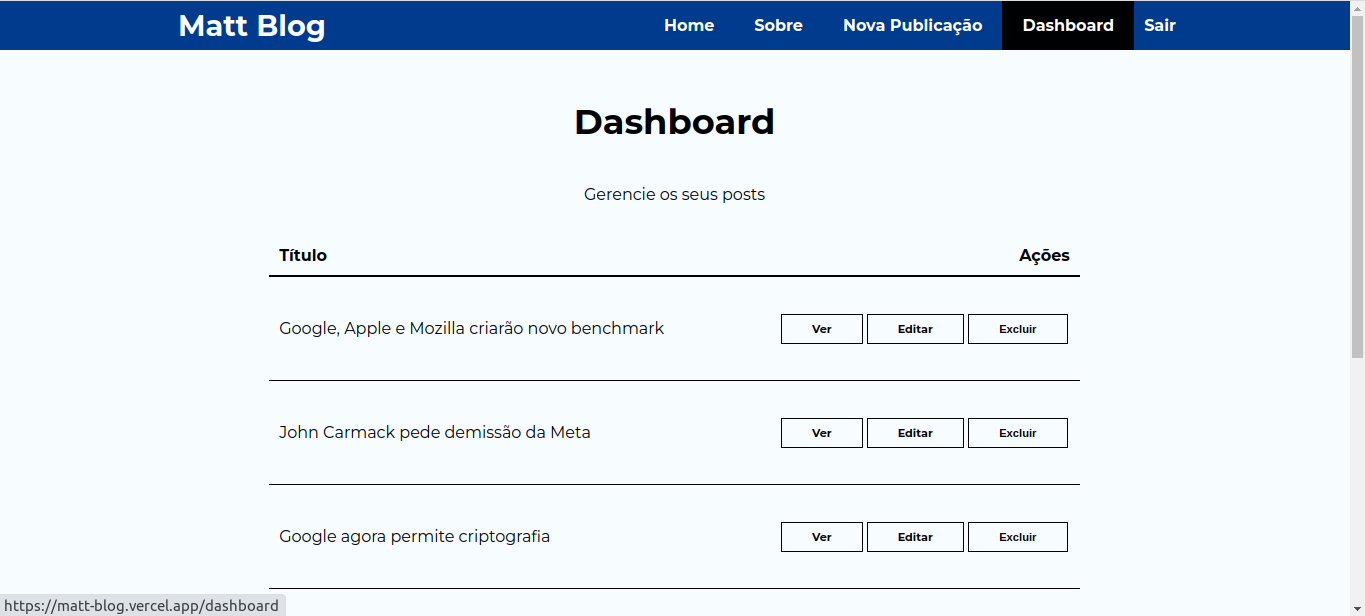 Matt Blog Home Sobre Nova Publicação Dashboard Sair
Dashboard
Gerencie os seus posts
Título Ações
Google, Apple e Mozilla criarão novo benchmark Ver Editar Excluir
John Carmack pede demissão da Meta Ver Editar Excluir
Google agora permite criptografia Ver Editar Excluir
https://matt-blog.vercel.app/dashboard